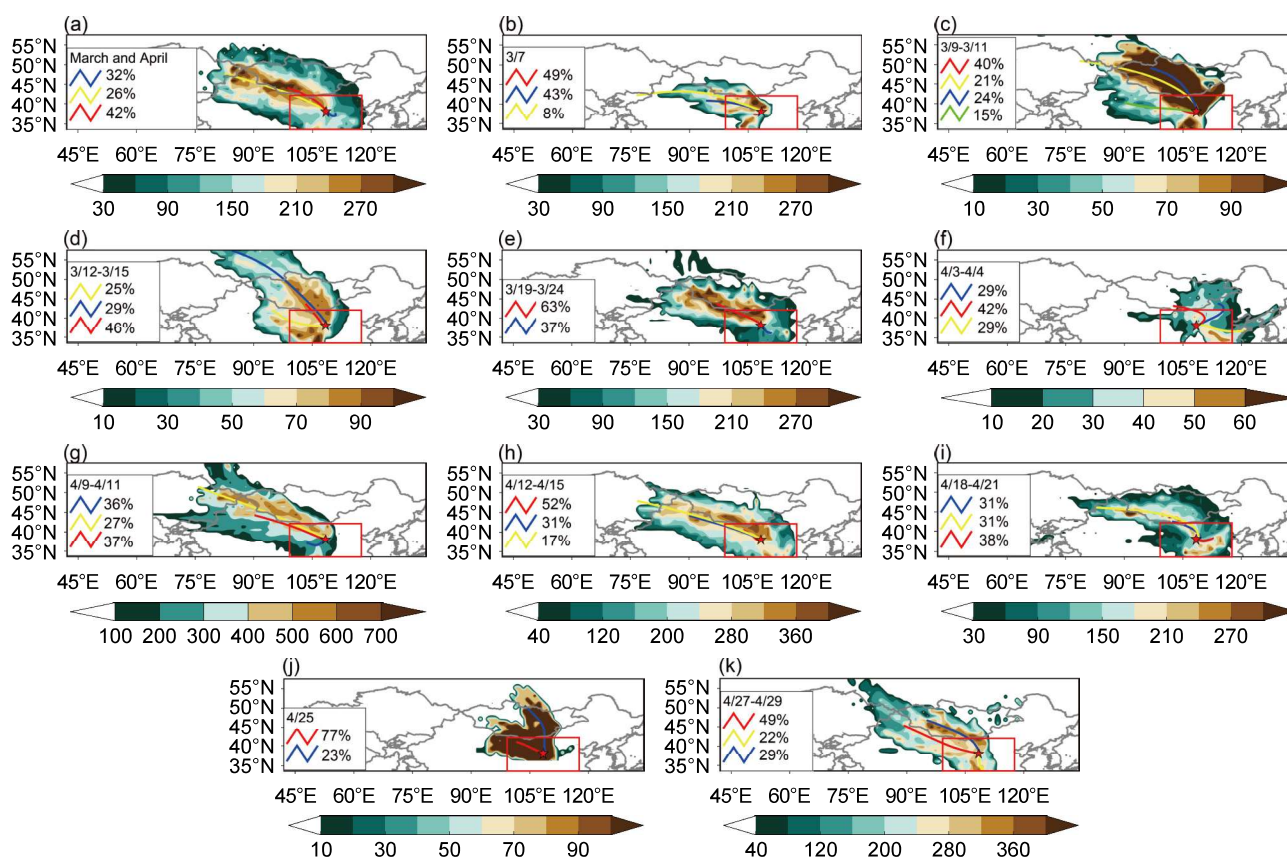 (a)
March and April
32%
26%
42%
55°N
50°N
45°N
40°N
35°N
45°E 60°E 75°E 90°E 105°E 120°E
30 90 150 210 270
(b)
3/7
49%
43%
8%
55°N
50°N
45°N
40°N
35°N
45°E 60°E 75°E 90°E 105°E 120°E
30 90 150 210 270
(c)
3/9-3/11
40%
21%
24%
15%
55°N
50°N
45°N
40°N
35°N
45°E 60°E 75°E 90°E 105°E 120°E
10 30 50 70 90
(d)
3/12-3/15
25%
29%
46%
55°N
50°N
45°N
40°N
35°N
45°E 60°E 75°E 90°E 105°E 120°E
10 30 50 70 90
(e)
3/19-3/24
63%
37%
55°N
50°N
45°N
40°N
35°N
45°E 60°E 75°E 90°E 105°E 120°E
30 90 150 210 270
(f)
4/3-4/4
29%
42%
29%
55°N
50°N
45°N
40°N
35°N
45°E 60°E 75°E 90°E 105°E 120°E
10 20 30 40 50 60
(g)
4/9-4/11
36%
27%
37%
55°N
50°N
45°N
40°N
35°N
45°E 60°E 75°E 90°E 105°E 120°E
100 200 300 400 500 600 700
(h)
4/12-4/15
52%
31%
17%
55°N
50°N
45°N
40°N
35°N
45°E 60°E 75°E 90°E 105°E 120°E
40 120 200 280 360
(i)
4/18-4/21
31%
31%
38%
55°N
50°N
45°N
40°N
35°N
45°E 60°E 75°E 90°E 105°E 120°E
30 90 150 210 270
(j)
4/25
77%
23%
55°N
50°N
45°N
40°N
35°N
45°E 60°E 75°E 90°E 105°E 120°E
10 30 50 70 90
(k)
4/27-4/29
49%
22%
29%
55°N
50°N
45°N
40°N
35°N
45°E 60°E 75°E 90°E 105°E 120°E
40 120 200 280 360